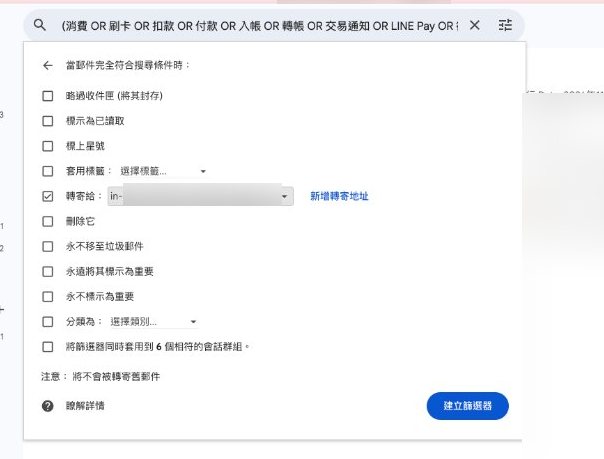 (消費 OR 刷卡 OR 扣款 OR 付款 OR 入帳 OR 轉帳 OR 交易通知 OR LINE Pay OR
當郵件完全符合搜尋條件時：
略過收件匣 (將其封存)
標示為已讀取
標上星號
套用標籤： 選擇標籤...
轉寄給： in- 新增轉寄地址
刪除它
永不移至垃圾郵件
永遠將其標示為重要
永不標示為重要
分類為： 選擇類別...
將篩選器同時套用到 6 個相符的會話群組。
注意： 將不會被轉寄舊郵件
瞭解詳情
建立篩選器
3
1
2
1